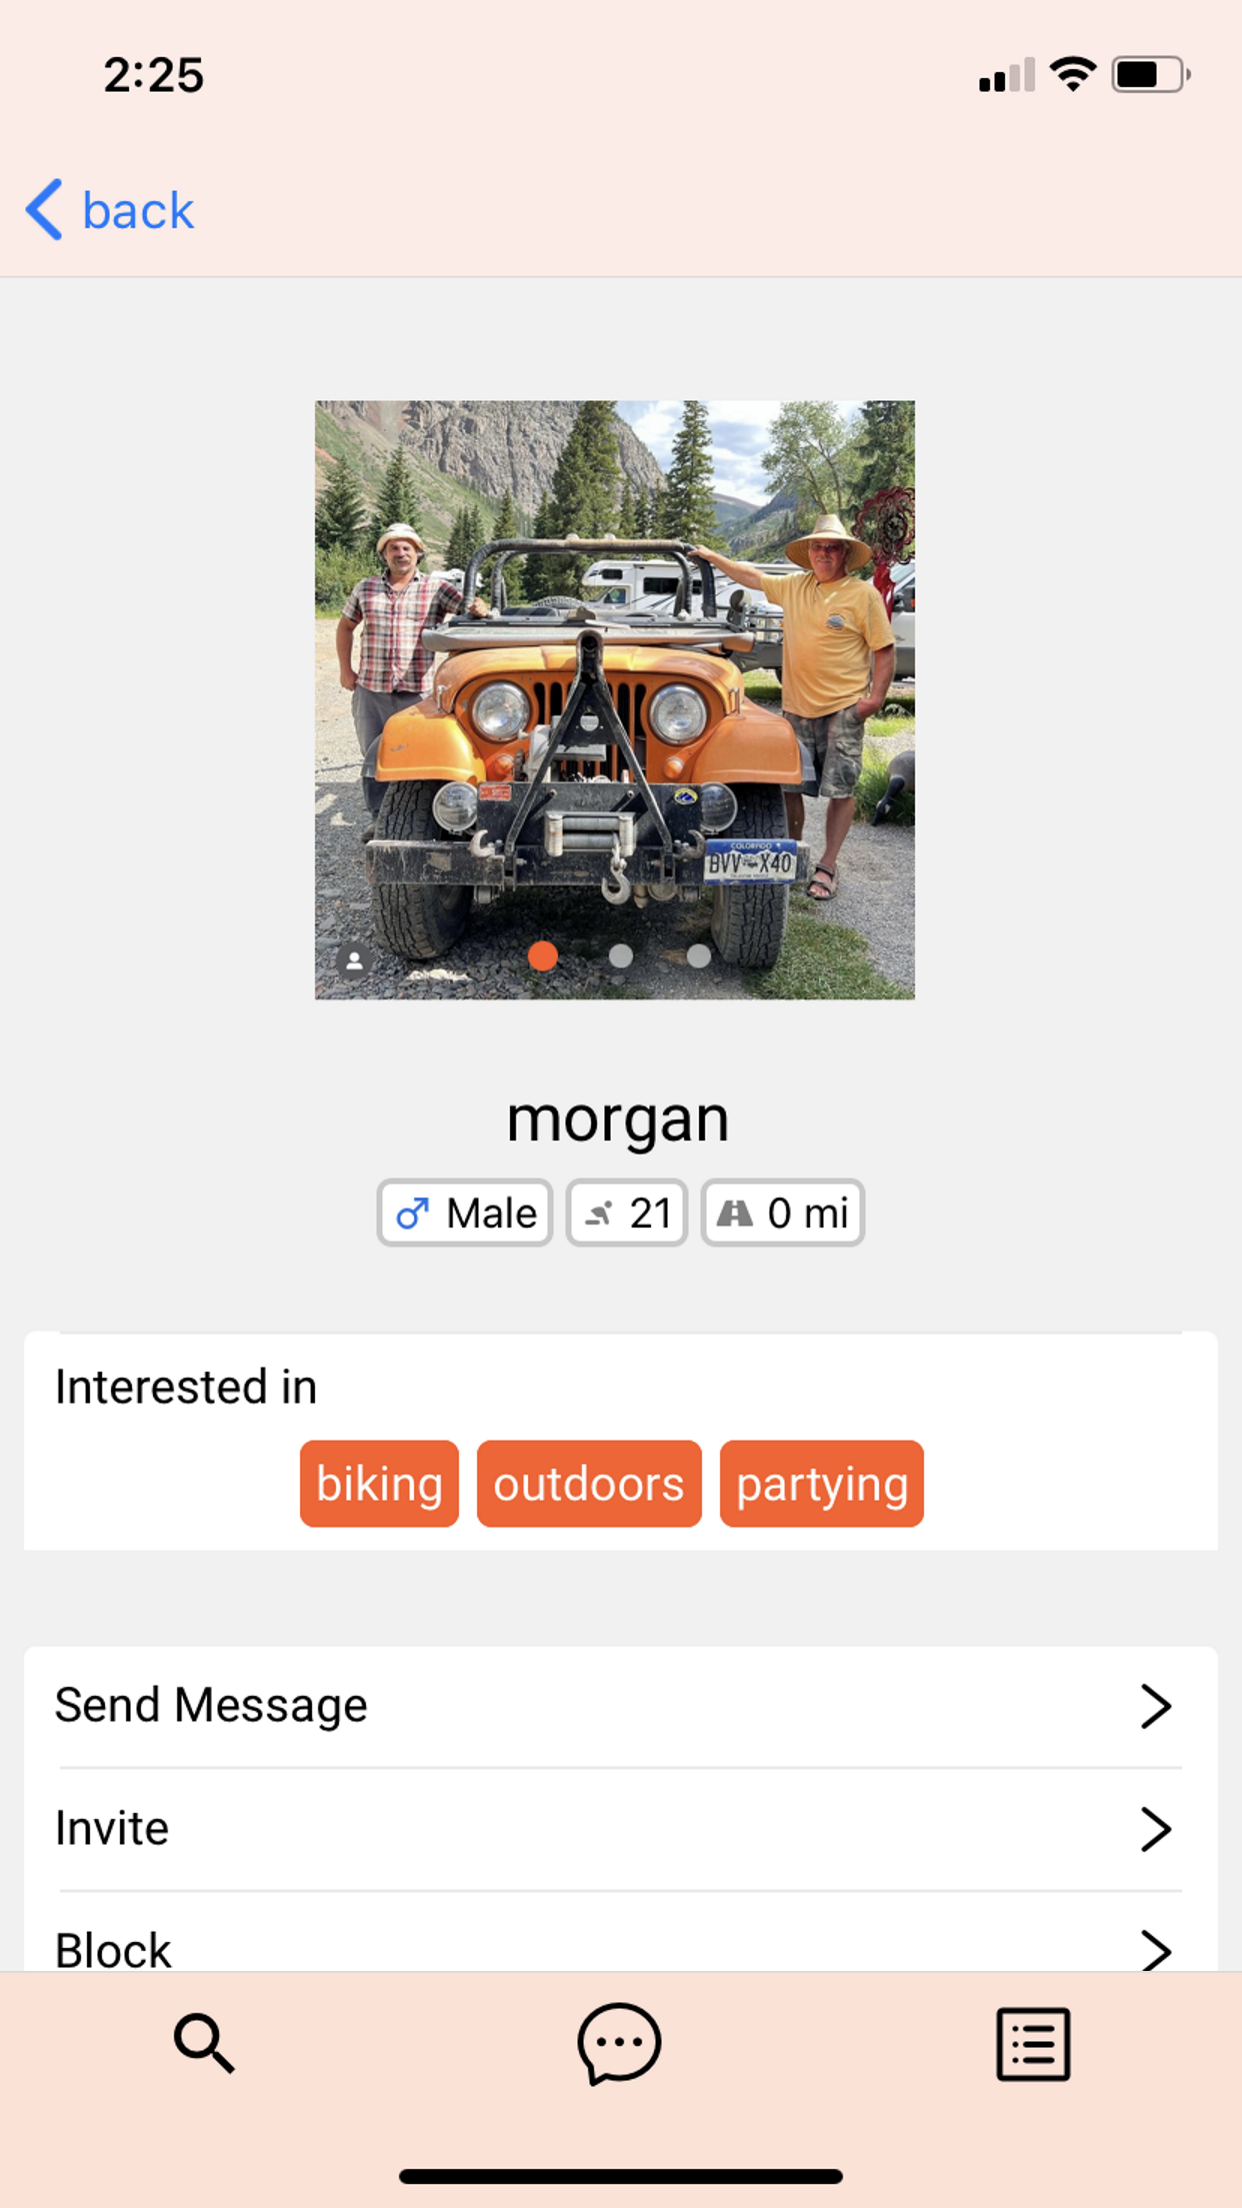 2:25
back
COLORADO
BVV X40
morgan
Male 21 0 mi
Interested in
biking outdoors partying
Send Message
Invite
Block